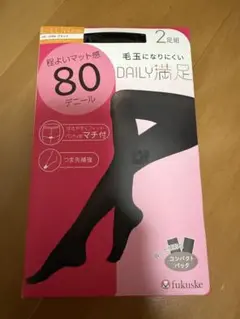 程よいマット感
80
デニール
毛玉になりにくい
2足組
DAILY満足
マチ付
つま先補強
コンパクト
パック
fukuske